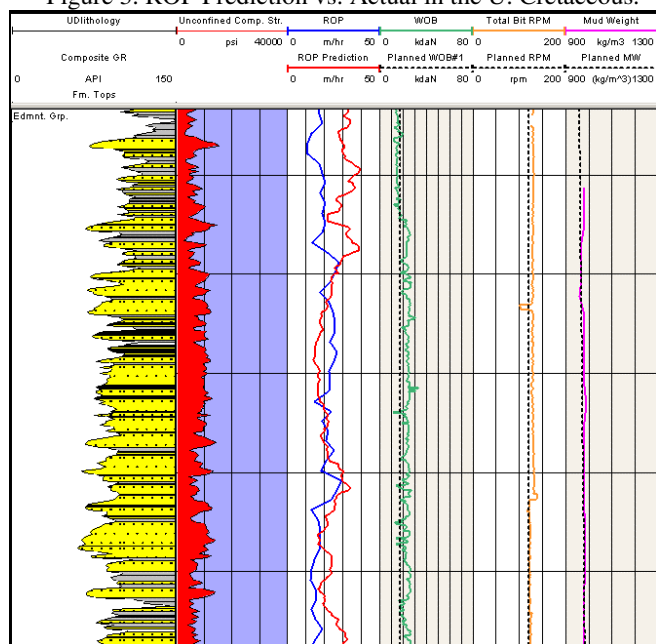 Figure 3. ROP Prediction vs. Actual in the U. Cretaceous.
UDlithology Unconfined Comp. Str. ROP WOB Total Bit RPM Mud Weight
0 psi 40000 0 m/hr 50 0 kdaN 80 0 200 900 kg/m3 1300
Composite GR ROP Prediction Planned WOB#1 Planned RPM Planned MW
0 API 150 0 m/hr 50 0 kdaN 80 0 rpm 200 900 (kg/m^3) 1300
Fm. Tops
Edmnt. Grp.